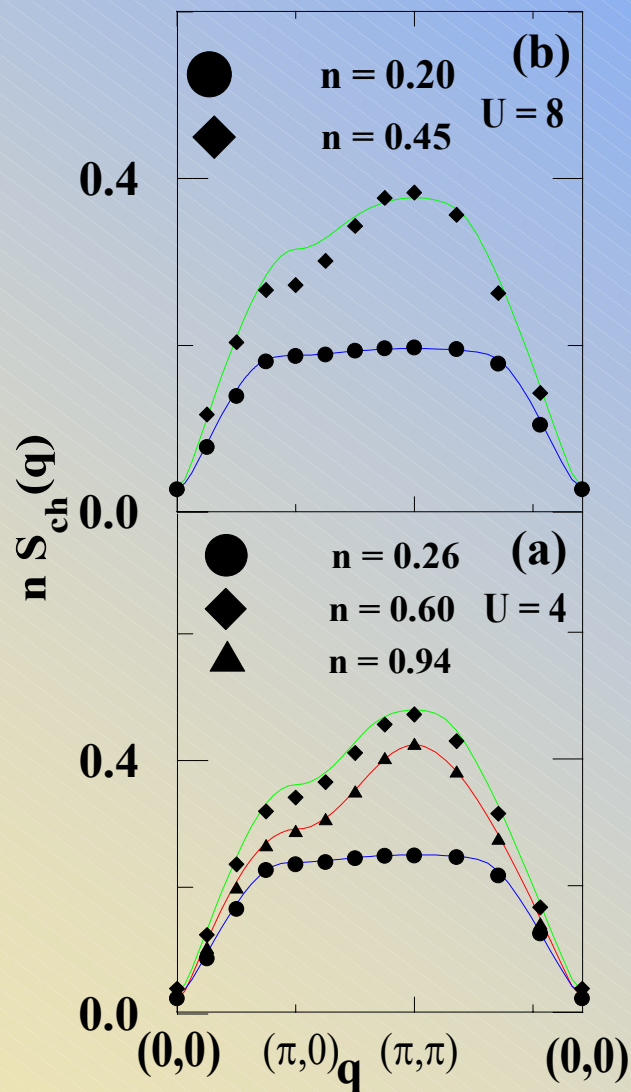 (b)
n = 0.20
U = 8
n = 0.45
0.4
0.0
n S_ch(q)
(a)
n = 0.26
n = 0.60 U = 4
n = 0.94
0.4
0.0
(0,0) (π,0) q (π,π) (0,0)